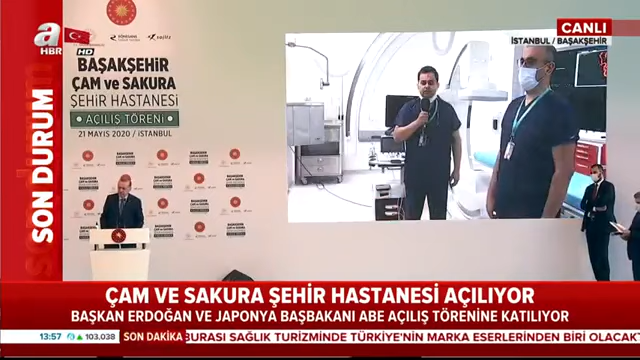 a
HBR
HD
SON DURUM
BAŞAKŞEHİR
ÇAM ve SAKURA
ŞEHİR HASTANESİ
AÇILIŞ TÖRENİ
21 MAYIS 2020 / İSTANBUL
CANLI
İSTANBUL / BAŞAKŞEHİR
ÇAM VE SAKURA ŞEHİR HASTANESİ AÇILIYOR
BAŞKAN ERDOĞAN VE JAPONYA BAŞBAKANI ABE AÇILIŞ TÖRENİNE KATILIYOR
13:57 103,038 SON DAKİKA BURASI SAĞLIK TURİZMİNDE TÜRKİYE'NİN MARKA ESERLERİNDEN BİRİ OLACAK